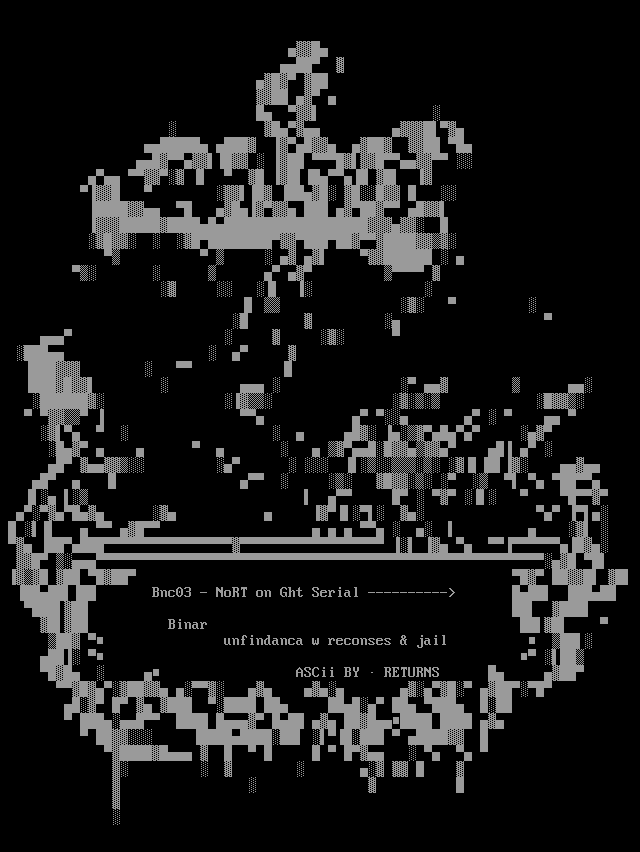 Bnc03 - NoRT on Ght Serial ---------->
Binar
unfindanca w reconses & jail
ASCii BY · RETURNS